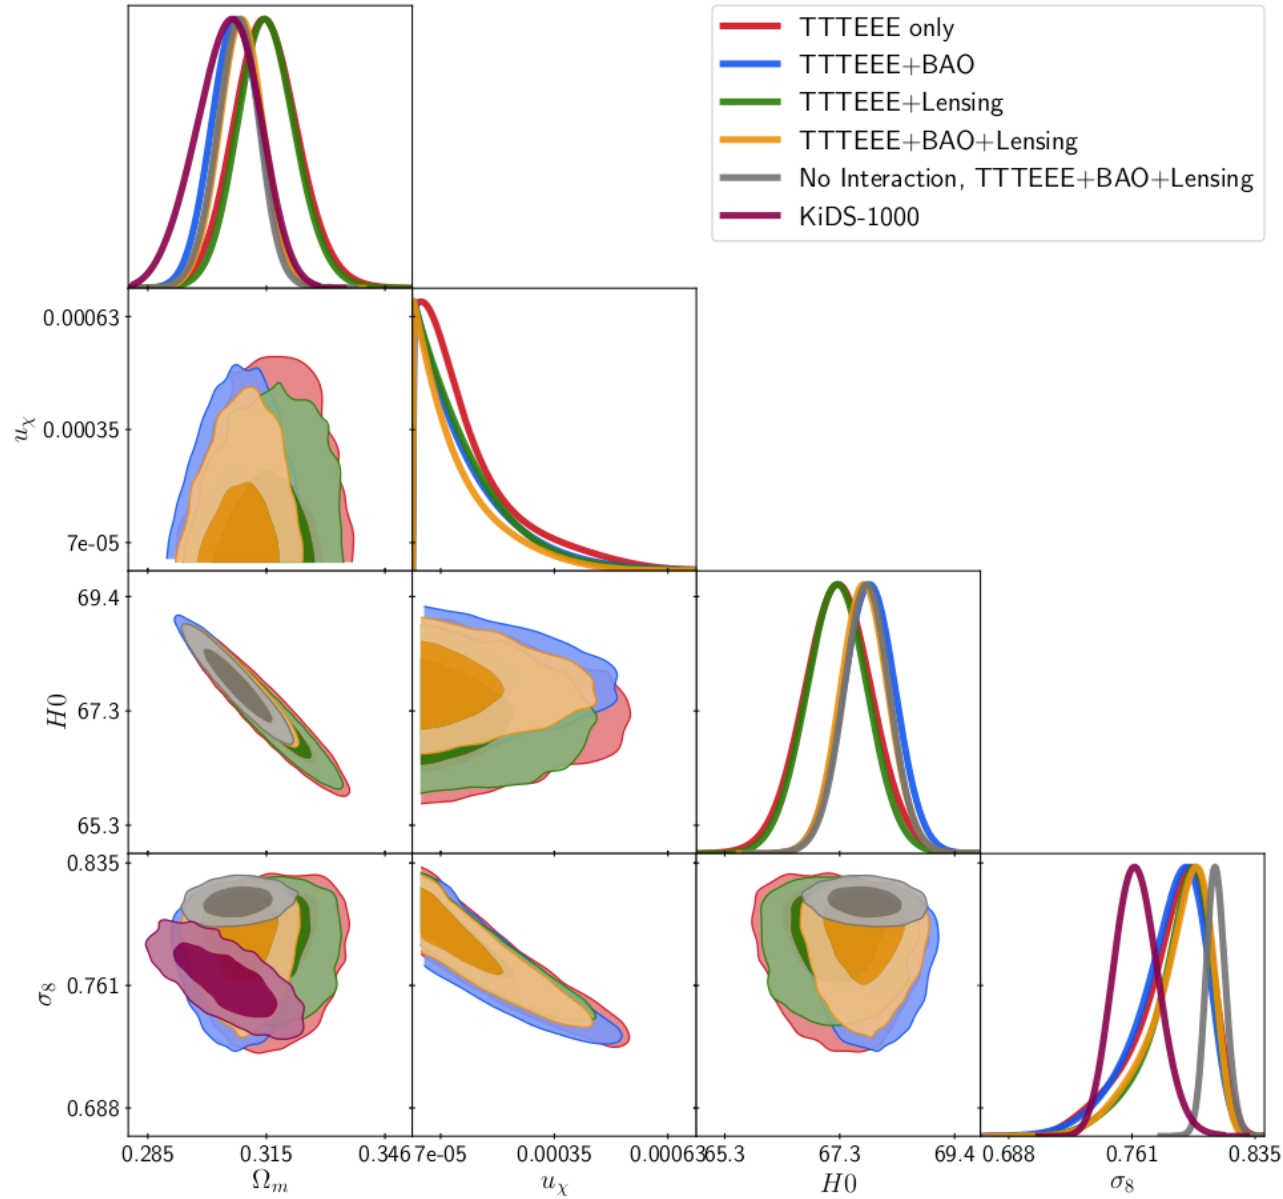 TTTEEE only
TTTEEE+BAO
TTTEEE+Lensing
TTTEEE+BAO+Lensing
No Interaction, TTTEEE+BAO+Lensing
KiDS-1000
0.00063
0.00035
7e-05
uχ
69.4
67.3
65.3
H0
0.835
0.761
0.688
σ8
0.285 0.315 0.346 7e-05 0.00035 0.00063 65.3 67.3 69.4 0.688 0.761 0.835
Ωm uχ H0 σ8